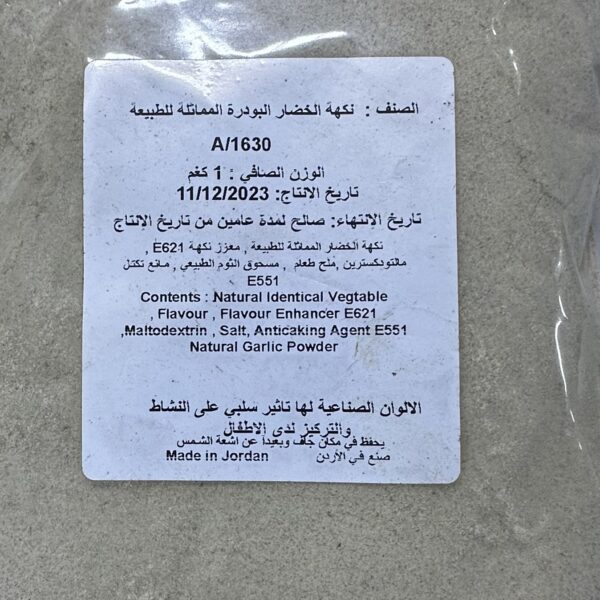 الصنف : نكهة الخضار البودرة المماثلة للطبيعة
A/1630
الوزن الصافي : 1 كغم
تاريخ الانتاج: 11/12/2023
تاريخ الإنتهاء: صالح لمدة عامين من تاريخ الإنتاج
نكهة الخضار المماثلة للطبيعة , معزز نكهة E621 ,
مالتودكسترين , ملح طعام , مسحوق الثوم الطبيعي , مانع تكتل
E551
Contents : Natural Identical Vegtable
, Flavour , Flavour Enhancer E621
,Maltodextrin , Salt, Anticaking Agent E551
Natural Garlic Powder
الالوان الصناعية لها تاثير سلبي على النشاط
والتركيز لدى الاطفال
يحفظ في مكان جاف وبعيدا عن اشعة الشمس
صنع في الأردن Made in Jordan